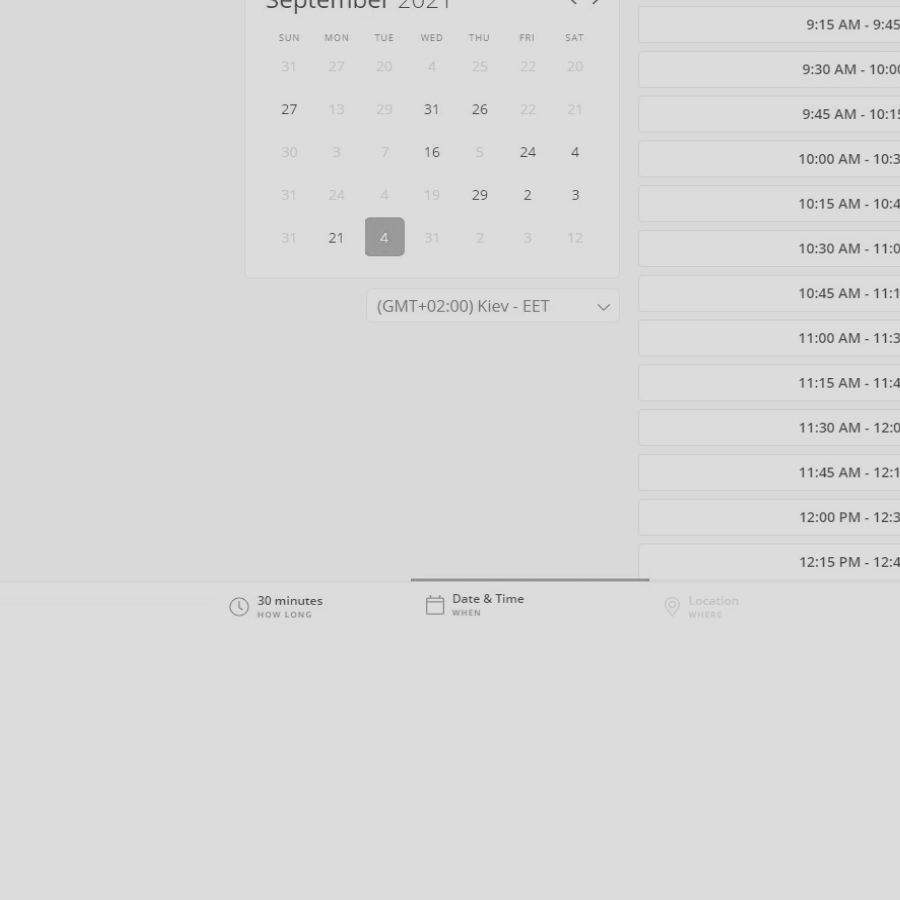 September 2021
SUN MON TUE WED THU FRI SAT
31 27 20 4 25 22 20
27 13 29 31 26 22 21
30 3 7 16 5 24 4
31 24 4 19 29 2 3
31 21 4 31 2 3 12
(GMT+02:00) Kiev - EET
9:15 AM - 9:45
9:30 AM - 10:00
9:45 AM - 10:15
10:00 AM - 10:3
10:15 AM - 10:4
10:30 AM - 11:0
10:45 AM - 11:1
11:00 AM - 11:3
11:15 AM - 11:4
11:30 AM - 12:0
11:45 AM - 12:1
12:00 PM - 12:3
12:15 PM - 12:4
30 minutes
HOW LONG
Date & Time
WHEN
Location
WHERE